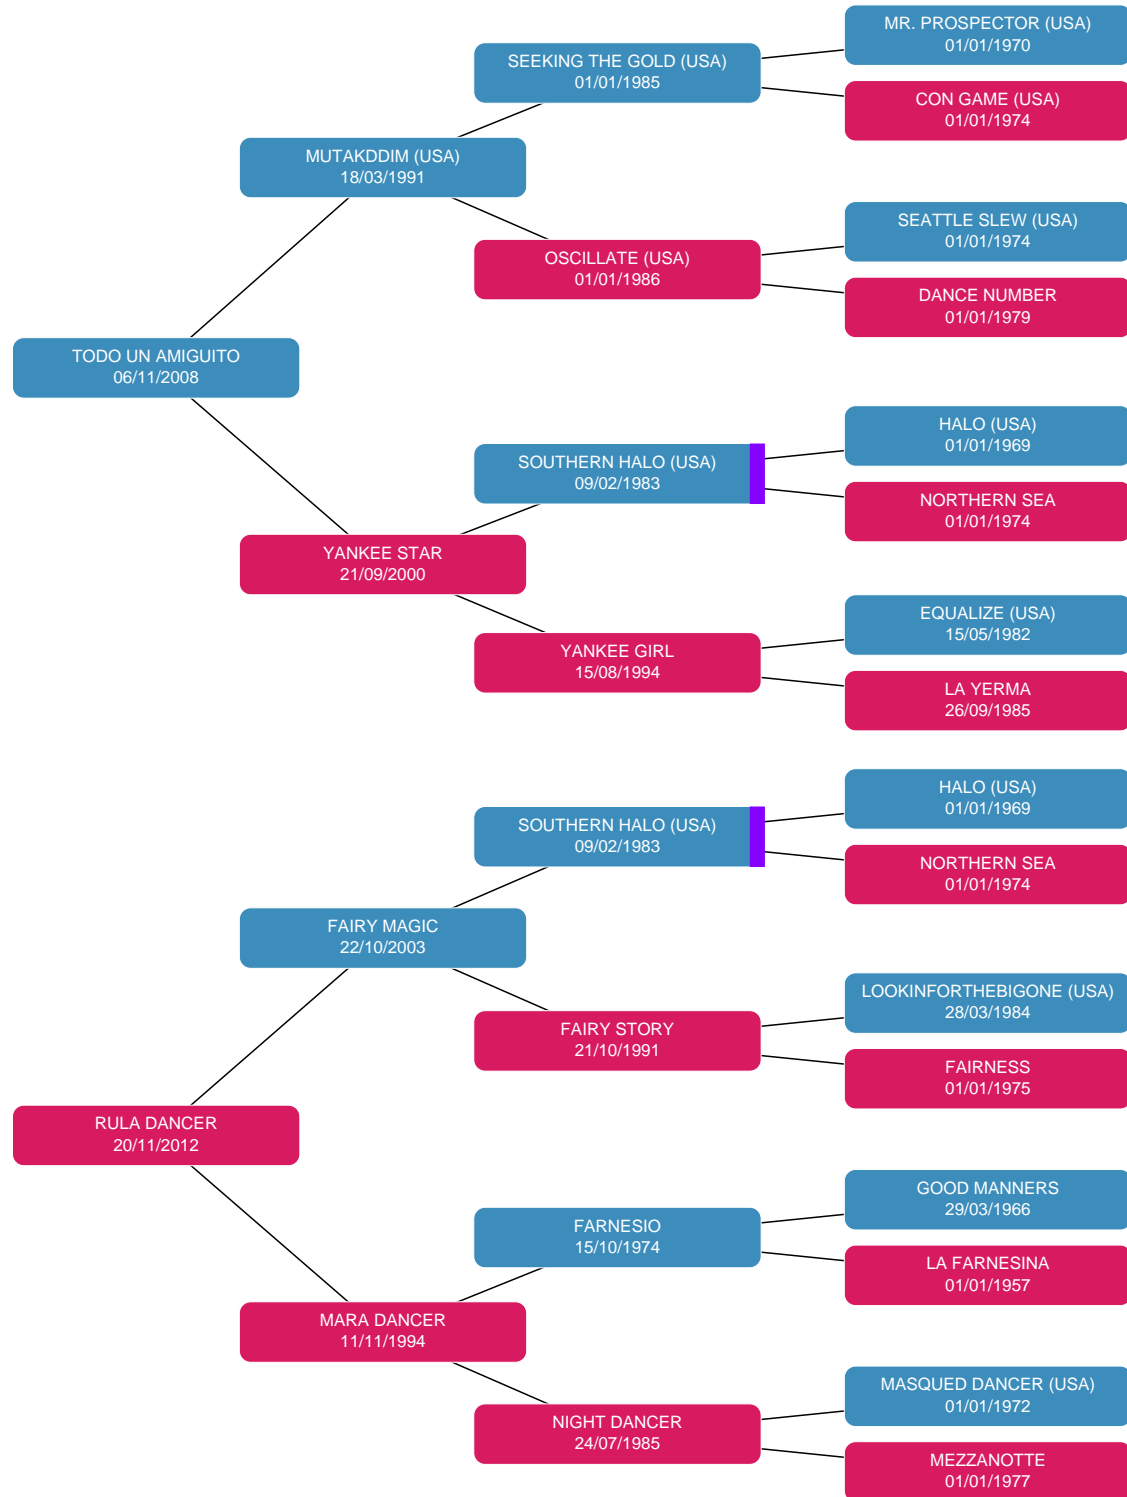 MR. PROSPECTOR (USA)
01/01/1970
SEEKING THE GOLD (USA)
01/01/1985
CON GAME (USA)
01/01/1974
MUTAKDDIM (USA)
18/03/1991
SEATTLE SLEW (USA)
01/01/1974
OSCILLATE (USA)
01/01/1986
DANCE NUMBER
01/01/1979
TODO UN AMIGUITO
06/11/2008
HALO (USA)
01/01/1969
SOUTHERN HALO (USA)
09/02/1983
NORTHERN SEA
01/01/1974
YANKEE STAR
21/09/2000
EQUALIZE (USA)
15/05/1982
YANKEE GIRL
15/08/1994
LA YERMA
26/09/1985
HALO (USA)
01/01/1969
SOUTHERN HALO (USA)
09/02/1983
NORTHERN SEA
01/01/1974
FAIRY MAGIC
22/10/2003
LOOKINFORTHEBIGONE (USA)
28/03/1984
FAIRY STORY
21/10/1991
FAIRNESS
01/01/1975
RULA DANCER
20/11/2012
GOOD MANNERS
29/03/1966
FARNESIO
15/10/1974
LA FARNESINA
01/01/1957
MARA DANCER
11/11/1994
MASQUED DANCER (USA)
01/01/1972
NIGHT DANCER
24/07/1985
MEZZANOTTE
01/01/1977